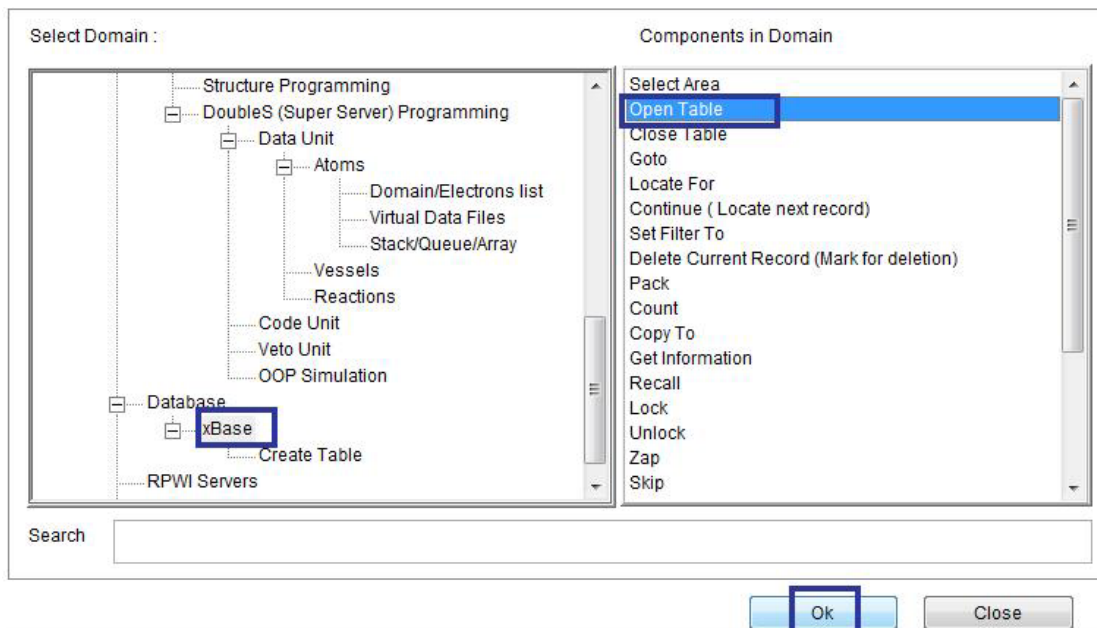 Select Domain :
Components in Domain
Structure Programming
DoubleS (Super Server) Programming
Data Unit
Atoms
Domain/Electrons list
Virtual Data Files
Stack/Queue/Array
Vessels
Reactions
Code Unit
Veto Unit
OOP Simulation
Database
xBase
Create Table
RPWI Servers
Select Area
Open Table
Close Table
Goto
Locate For
Continue ( Locate next record)
Set Filter To
Delete Current Record (Mark for deletion)
Pack
Count
Copy To
Get Information
Recall
Lock
Unlock
Zap
Skip
Search
Ok
Close